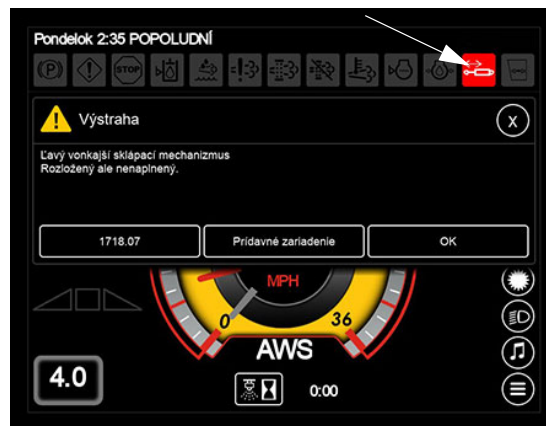 Pondelok 2:35 POPOLUDNÍ
P
STOP
Výstraha
X
Ľavý vonkajší sklápací mechanizmus
Rozložený ale nenaplnený.
1718.07
Prídavné zariadenie
OK
MPH
0
36
AWS
4.0
0:00